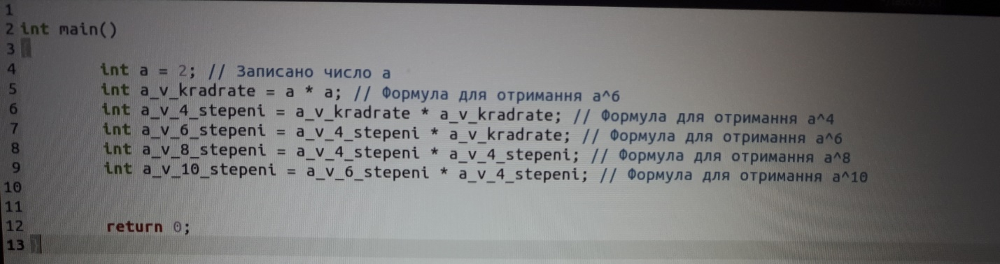 1
2 int main()
3 {
4 int a = 2; // Записано число a
5 int a_v_kradrate = a * a; // Формула для отримання a^6
6 int a_v_4_stepeni = a_v_kradrate * a_v_kradrate; // Формула для отримання a^4
7 int a_v_6_stepeni = a_v_4_stepeni * a_v_kradrate; // Формула для отримання a^6
8 int a_v_8_stepeni = a_v_4_stepeni * a_v_4_stepeni; // Формула для отримання a^8
9 int a_v_10_stepeni = a_v_6_stepeni * a_v_4_stepeni; // Формула для отримання a^10
10
11
12 return 0;
13 }